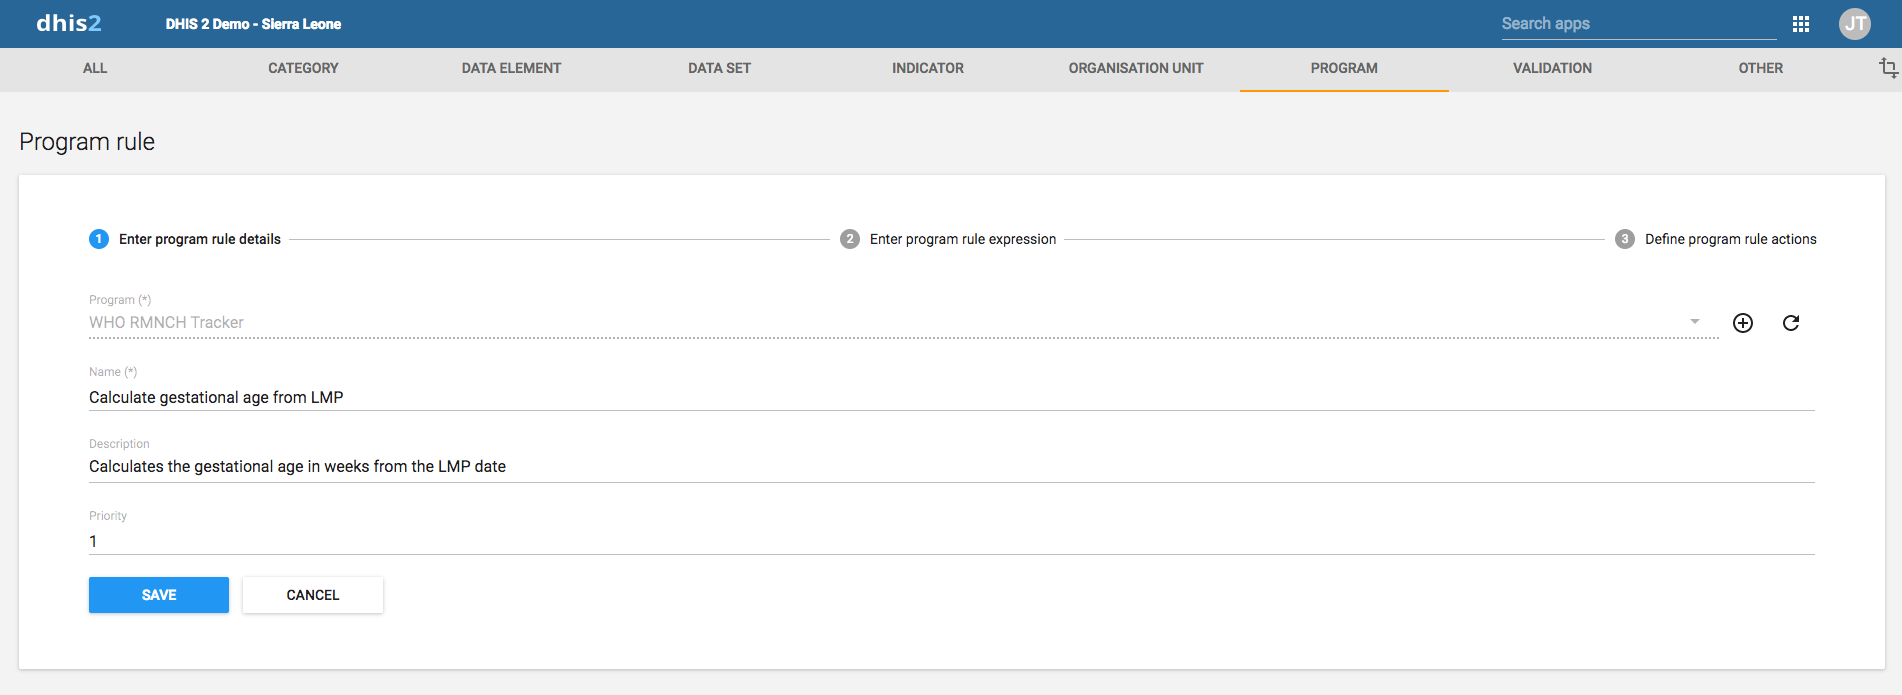 dhis2 DHIS 2 Demo - Sierra Leone Search apps JT
ALL CATEGORY DATA ELEMENT DATA SET INDICATOR ORGANISATION UNIT PROGRAM VALIDATION OTHER
Program rule
1 Enter program rule details 2 Enter program rule expression 3 Define program rule actions
Program (*)
WHO RMNCH Tracker
Name (*)
Calculate gestational age from LMP
Description
Calculates the gestational age in weeks from the LMP date
Priority
1
SAVE CANCEL